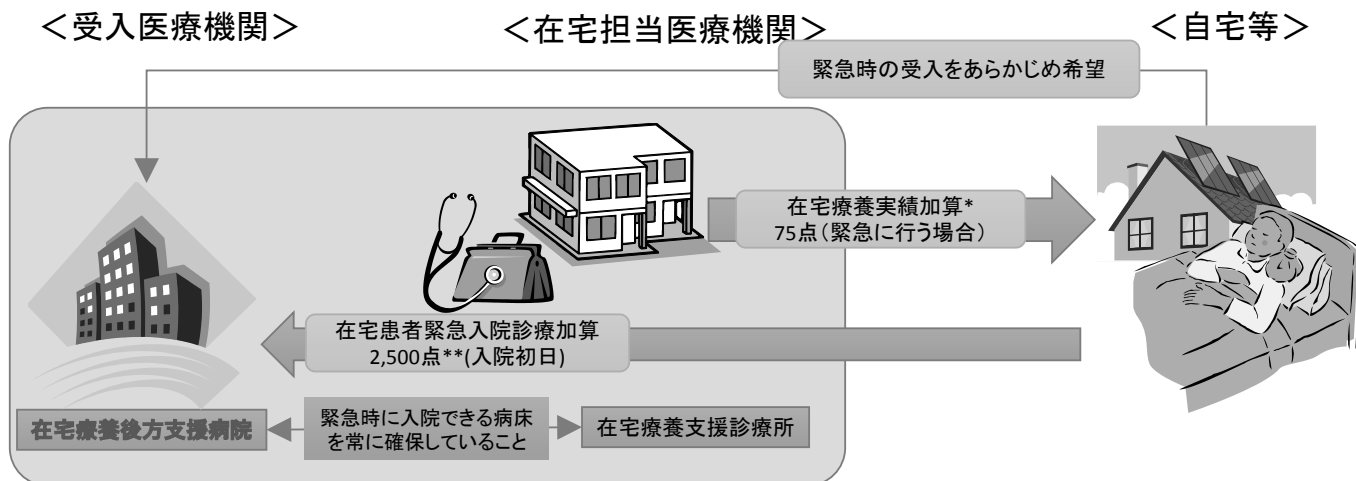 ＜受入医療機関＞
＜在宅担当医療機関＞
＜自宅等＞
緊急時の受入をあらかじめ希望
在宅療養実績加算*
75点（緊急に行う場合）
在宅患者緊急入院診療加算
2,500点**(入院初日)
在宅療養後方支援病院
緊急時に入院できる病床
を常に確保していること
在宅療養支援診療所